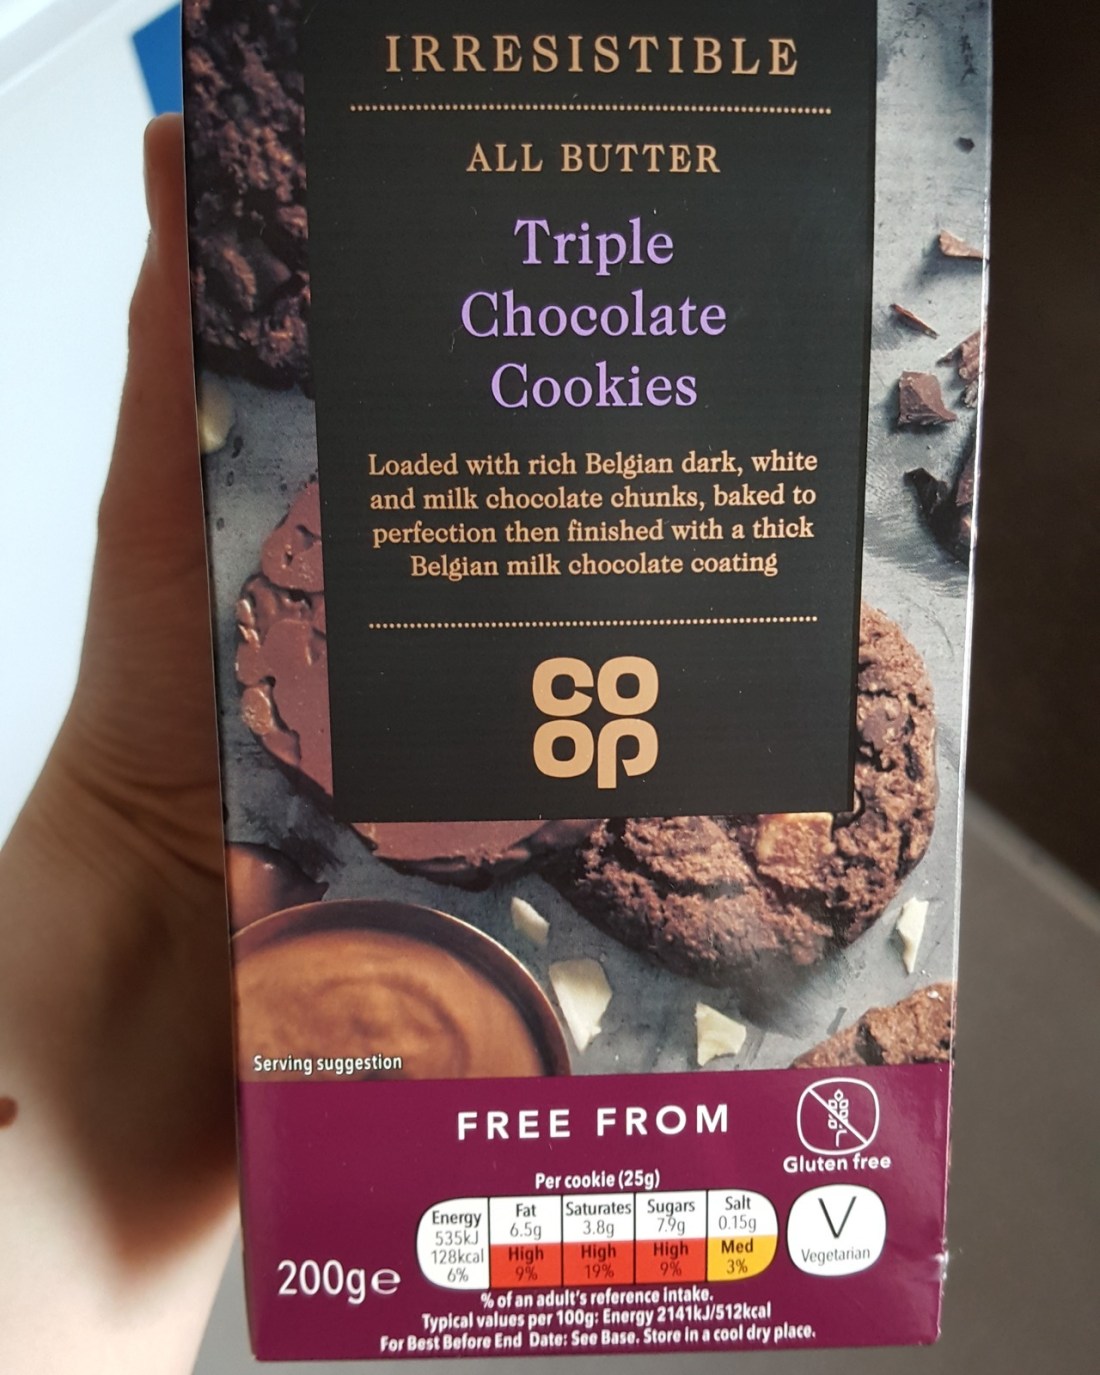 IRRESISTIBLE
ALL BUTTER
Triple
Chocolate
Cookies
Loaded with rich Belgian dark, white
and milk chocolate chunks, baked to
perfection then finished with a thick
Belgian milk chocolate coating
CO
OP
Serving suggestion
FREE FROM
Gluten free
Per cookie (25g)
Energy 535kJ 128kcal 6%
Fat 6.5g High 9%
Saturates 3.8g High 19%
Sugars 7.9g High 9%
Salt 0.15g Med 3%
V
Vegetarian
200g℮
% of an adult's reference intake.
Typical values per 100g: Energy 2141kJ/512kcal
For Best Before End Date: See Base. Store in a cool dry place.